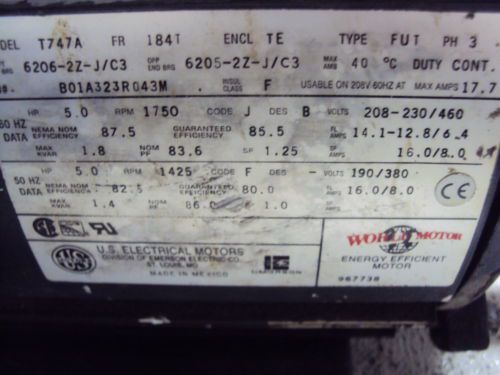 DEL T747A FR 184T ENCL TE TYPE FUT PH 3
FT BRG 6206-2Z-J/C3 OPP END BRG 6205-2Z-J/C3 MAX AMB 40 °C DUTY CONT.
B01A323R043M INSUL CLASS F USABLE ON 208V 60HZ AT MAX AMPS 17.7
60 HZ DATA HP 5.0 RPM 1750 CODE J DES B VOLTS 208-230/460
NEMA NOM EFFICIENCY 87.5 GUARANTEED EFFICIENCY 85.5 FL AMPS 14.1-12.8/6.4
MAX KVAR 1.8 NOM PF 83.6 SF 1.25 SF AMPS 16.0/8.0
50 HZ DATA HP 5.0 RPM 1425 CODE F DES - VOLTS 190/380
NEMA NOM EFFICIENCY 82.5 GUARANTEED EFFICIENCY 80.0 FL AMPS 16.0/8.0 CE
MAX KVAR 1.4 NOM PF 86.0 SF 1.0
U.S. ELECTRICAL MOTORS
DIVISION OF EMERSON ELECTRIC CO.
ST. LOUIS, MO.
MADE IN MEXICO
EMERSON
WORLD MOTOR
ENERGY EFFICIENT
MOTOR
967738